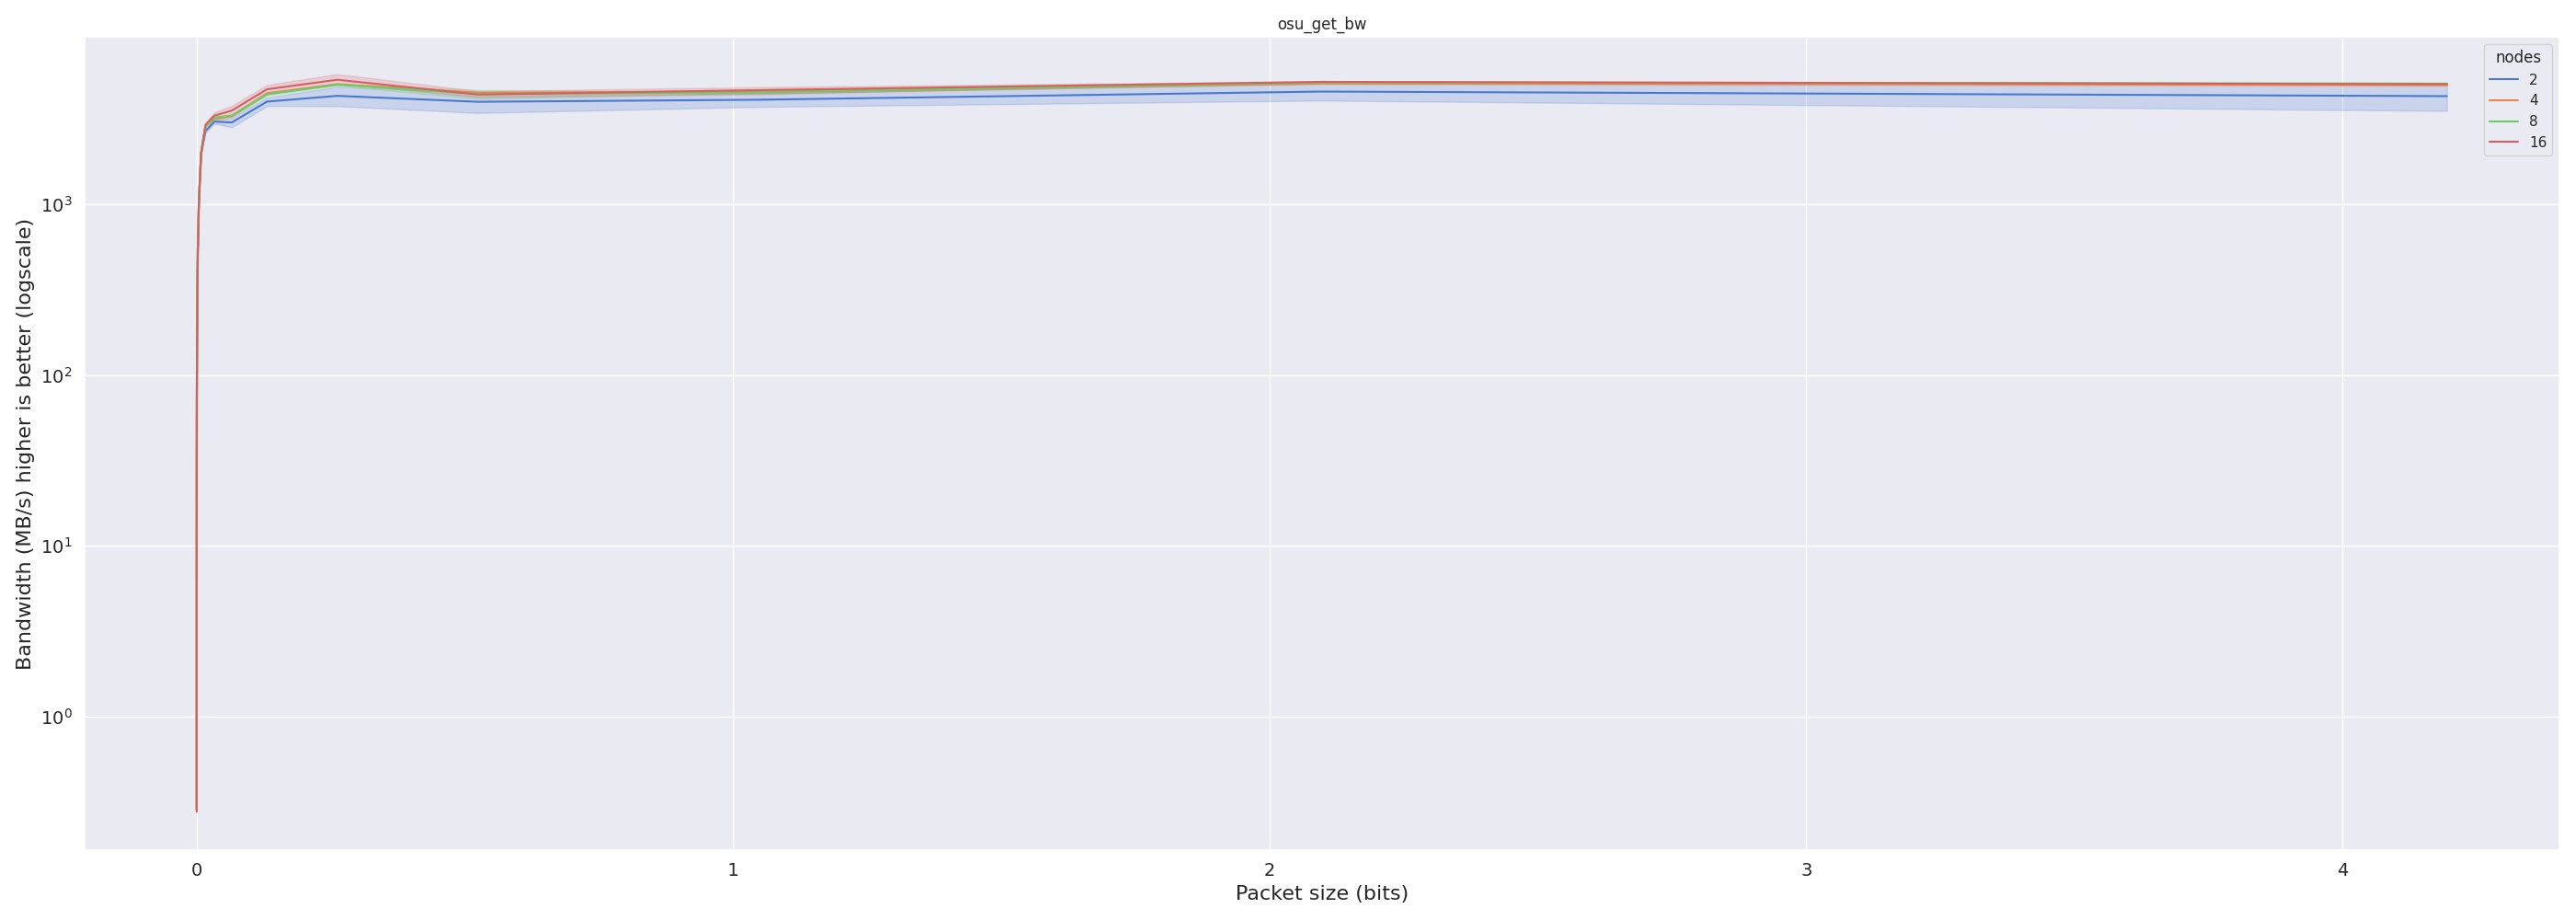 osu_get_bw
nodes
2
4
8
16
Bandwidth (MB/s) higher is better (logscale)
10³
10²
10¹
10⁰
0 1 2 3 4
Packet size (bits)